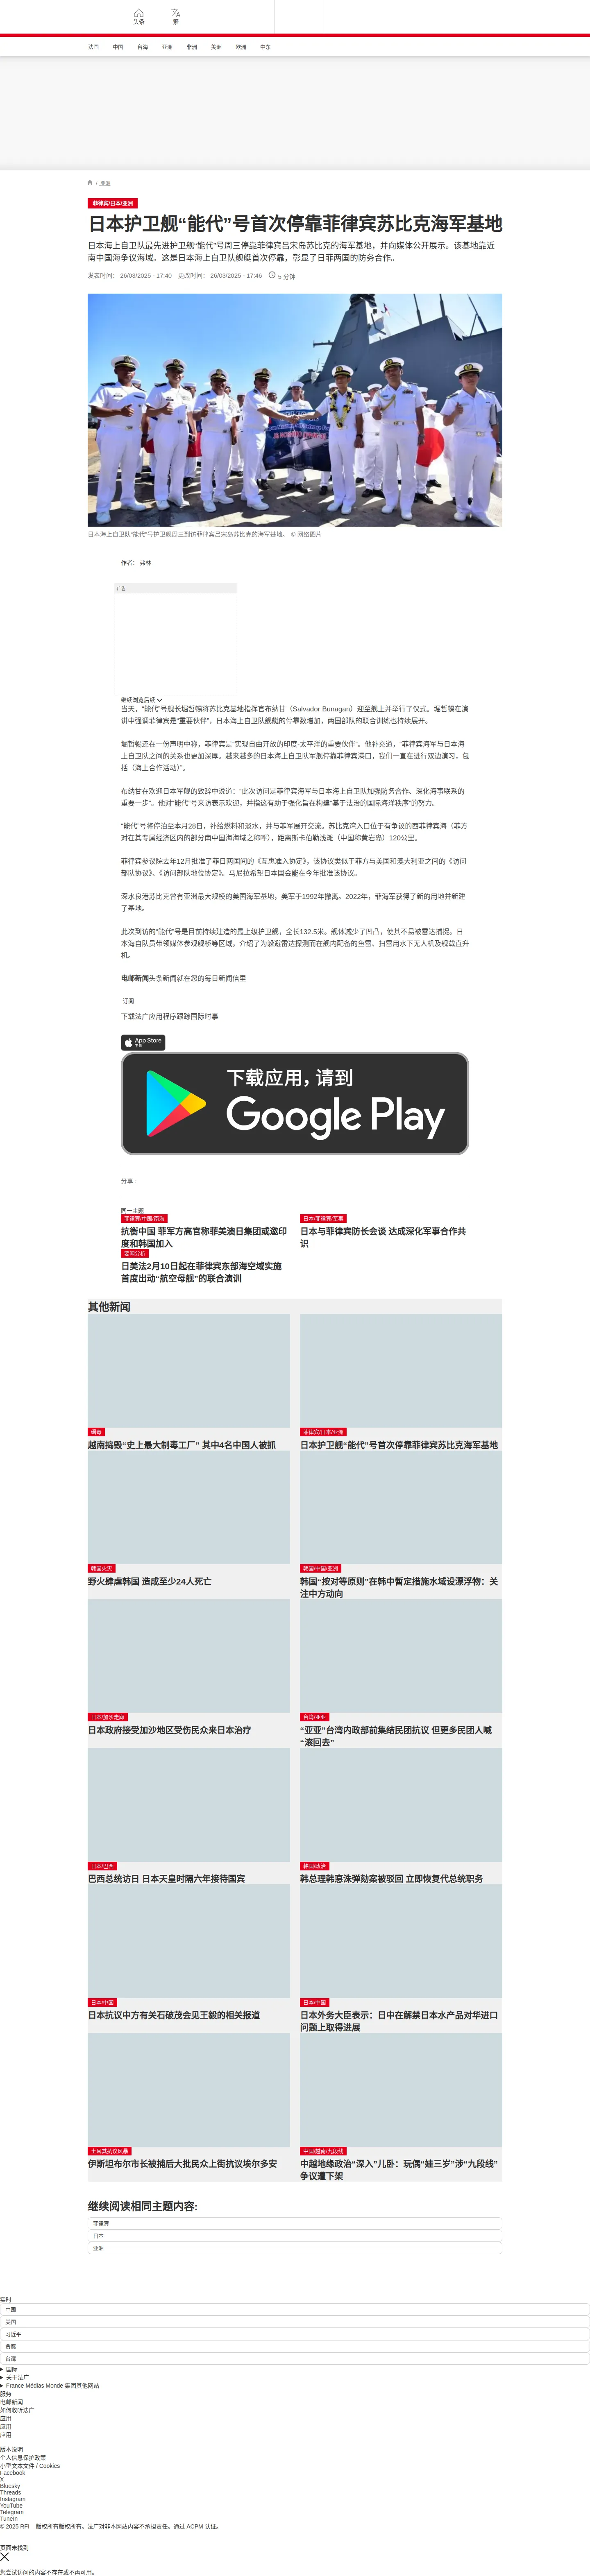 头条
繁
法国 中国 台海 亚洲 非洲 美洲 欧洲 中东
/ 亚洲
菲律宾/日本/亚洲
日本护卫舰“能代”号首次停靠菲律宾苏比克海军基地
日本海上自卫队最先进护卫舰“能代”号周三停靠菲律宾吕宋岛苏比克的海军基地，并向媒体公开展示。该基地靠近
南中国海争议海域。这是日本海上自卫队舰艇首次停靠，彰显了日菲两国的防务合作。
发表时间： 26/03/2025 - 17:40 更改时间： 26/03/2025 - 17:46 5 分钟
日本海上自卫队“能代”号护卫舰周三到访菲律宾吕宋岛苏比克的海军基地。 © 网络图片
作者： 弗林
广告
继续浏览后续
当天，“能代”号舰长堀哲暢将苏比克基地指挥官布纳甘（Salvador Bunagan）迎至舰上并举行了仪式。堀哲暢在演
讲中强调菲律宾是“重要伙伴”，日本海上自卫队舰艇的停靠数增加，两国部队的联合训练也持续展开。
堀哲暢还在一份声明中称，菲律宾是“实现自由开放的印度-太平洋的重要伙伴”。他补充道，“菲律宾海军与日本海
上自卫队之间的关系也更加深厚。越来越多的日本海上自卫队军舰停靠菲律宾港口，我们一直在进行双边演习，包
括（海上合作活动）”。
布纳甘在欢迎日本军舰的致辞中说道：“此次访问是菲律宾海军与日本海上自卫队加强防务合作、深化海事联系的
重要一步”。他对“能代”号来访表示欢迎，并指这有助于强化旨在构建“基于法治的国际海洋秩序”的努力。
“能代”号将停泊至本月28日，补给燃料和淡水，并与菲军展开交流。苏比克湾入口位于有争议的西菲律宾海（菲方
对在其专属经济区内的部分南中国海海域之称呼），距离斯卡伯勒浅滩（中国称黄岩岛）120公里。
菲律宾参议院去年12月批准了菲日两国间的《互惠准入协定》，该协议类似于菲方与美国和澳大利亚之间的《访问
部队协议》、《访问部队地位协定》。马尼拉希望日本国会能在今年批准该协议。
深水良港苏比克曾有亚洲最大规模的美国海军基地，美军于1992年撤离。2022年，菲海军获得了新的用地并新建
了基地。
此次到访的“能代”号是目前持续建造的最上级护卫舰，全长132.5米。舰体减少了凹凸，使其不易被雷达捕捉。日
本海自队员带领媒体参观舰桥等区域，介绍了为躲避雷达探测而在舰内配备的鱼雷、扫雷用水下无人机及舰载直升
机。
电邮新闻头条新闻就在您的每日新闻信里
订阅
下载法广应用程序跟踪国际时事
App Store
下载
下载应用，请到
Google Play
分享 :
同一主题
菲律宾/中国/南海
抗衡中国 菲军方高官称菲美澳日集团或邀印
度和韩国加入
日本/菲律宾/军事
日本与菲律宾防长会谈 达成深化军事合作共
识
要闻分析
日美法2月10日起在菲律宾东部海空域实施
首度出动“航空母舰”的联合演训
其他新闻
缉毒
越南捣毁“史上最大制毒工厂” 其中4名中国人被抓
菲律宾/日本/亚洲
日本护卫舰“能代”号首次停靠菲律宾苏比克海军基地
韩国火灾
野火肆虐韩国 造成至少24人死亡
韩国/中国/亚洲
韩国“按对等原则”在韩中暂定措施水域设漂浮物：关
注中方动向
日本/加沙走廊
日本政府接受加沙地区受伤民众来日本治疗
台湾/亚亚
“亚亚”台湾内政部前集结民团抗议 但更多民团人喊
“滚回去”
日本/巴西
巴西总统访日 日本天皇时隔六年接待国宾
韩国/政治
韩总理韩悳洙弹劾案被驳回 立即恢复代总统职务
日本/中国
日本抗议中方有关石破茂会见王毅的相关报道
日本/中国
日本外务大臣表示：日中在解禁日本水产品对华进口
问题上取得进展
土耳其抗议风暴
伊斯坦布尔市长被捕后大批民众上街抗议埃尔多安
中国/越南/九段线
中越地缘政治“深入”儿卧：玩偶“娃三岁”涉“九段线”
争议遭下架
继续阅读相同主题内容:
菲律宾
日本
亚洲
实时
中国
美国
习近平
贪腐
台湾
国际
关于法广
France Médias Monde 集团其他网站
服务
电邮新闻
如何收听法广
应用
应用
应用
版本说明
个人信息保护政策
小型文本文件 / Cookies
Facebook
X
Bluesky
Threads
Instagram
YouTube
Telegram
TuneIn
© 2025 RFI – 版权所有版权所有。法广对非本网站内容不承担责任。通过 ACPM 认证。
页面未找到
您尝试访问的内容不存在或不再可用。